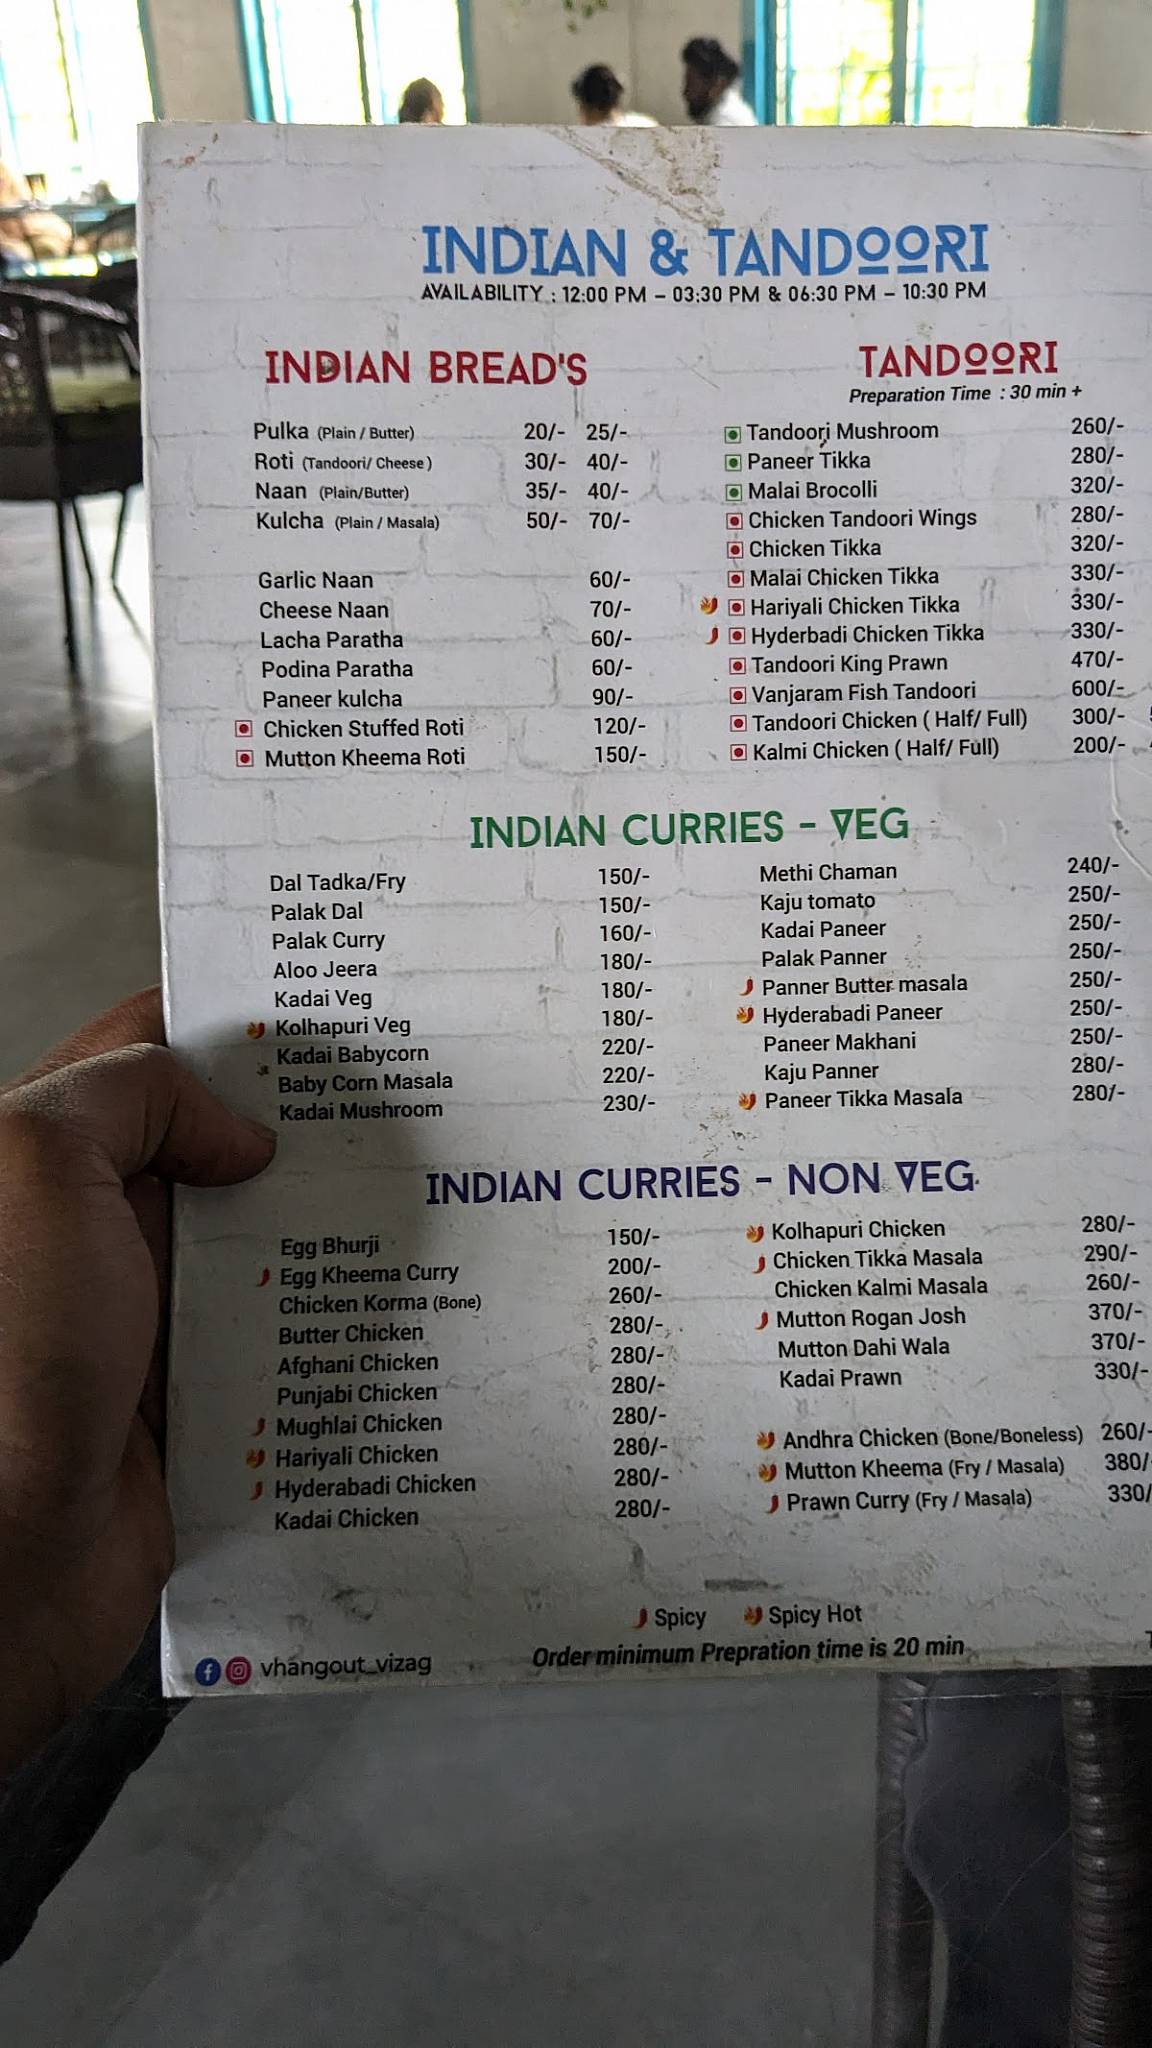 INDIAN & TANDOORI
AVAILABILITY : 12:00 PM – 03:30 PM & 06:30 PM – 10:30 PM
INDIAN BREAD'S
Pulka (Plain / Butter) 20/- 25/-
Roti (Tandoori/ Cheese ) 30/- 40/-
Naan (Plain/Butter) 35/- 40/-
Kulcha (Plain / Masala) 50/- 70/-
Garlic Naan 60/-
Cheese Naan 70/-
Lacha Paratha 60/-
Podina Paratha 60/-
Paneer kulcha 90/-
Chicken Stuffed Roti 120/-
Mutton Kheema Roti 150/-
TANDOORI
Preparation Time : 30 min +
Tandoori Mushroom 260/-
Paneer Tikka 280/-
Malai Brocolli 320/-
Chicken Tandoori Wings 280/-
Chicken Tikka 320/-
Malai Chicken Tikka 330/-
Hariyali Chicken Tikka 330/-
Hyderbadi Chicken Tikka 330/-
Tandoori King Prawn 470/-
Vanjaram Fish Tandoori 600/-
Tandoori Chicken ( Half/ Full) 300/-
Kalmi Chicken ( Half/ Full) 200/-
INDIAN CURRIES - VEG
Dal Tadka/Fry 150/-
Palak Dal 150/-
Palak Curry 160/-
Aloo Jeera 180/-
Kadai Veg 180/-
Kolhapuri Veg 180/-
Kadai Babycorn 220/-
Baby Corn Masala 220/-
Kadai Mushroom 230/-
Methi Chaman 240/-
Kaju tomato 250/-
Kadai Paneer 250/-
Palak Panner 250/-
Panner Butter masala 250/-
Hyderabadi Paneer 250/-
Paneer Makhani 250/-
Kaju Panner 280/-
Paneer Tikka Masala 280/-
INDIAN CURRIES - NON VEG
Egg Bhurji 150/-
Egg Kheema Curry 200/-
Chicken Korma (Bone) 260/-
Butter Chicken 280/-
Afghani Chicken 280/-
Punjabi Chicken 280/-
Mughlai Chicken 280/-
Hariyali Chicken 280/-
Hyderabadi Chicken 280/-
Kadai Chicken 280/-
Kolhapuri Chicken 280/-
Chicken Tikka Masala 290/-
Chicken Kalmi Masala 260/-
Mutton Rogan Josh 370/-
Mutton Dahi Wala 370/-
Kadai Prawn 330/-
Andhra Chicken (Bone/Boneless) 260/-
Mutton Kheema (Fry / Masala) 380/-
Prawn Curry (Fry / Masala) 330/
Spicy Spicy Hot
Order minimum Prepration time is 20 min
vhangout_vizag